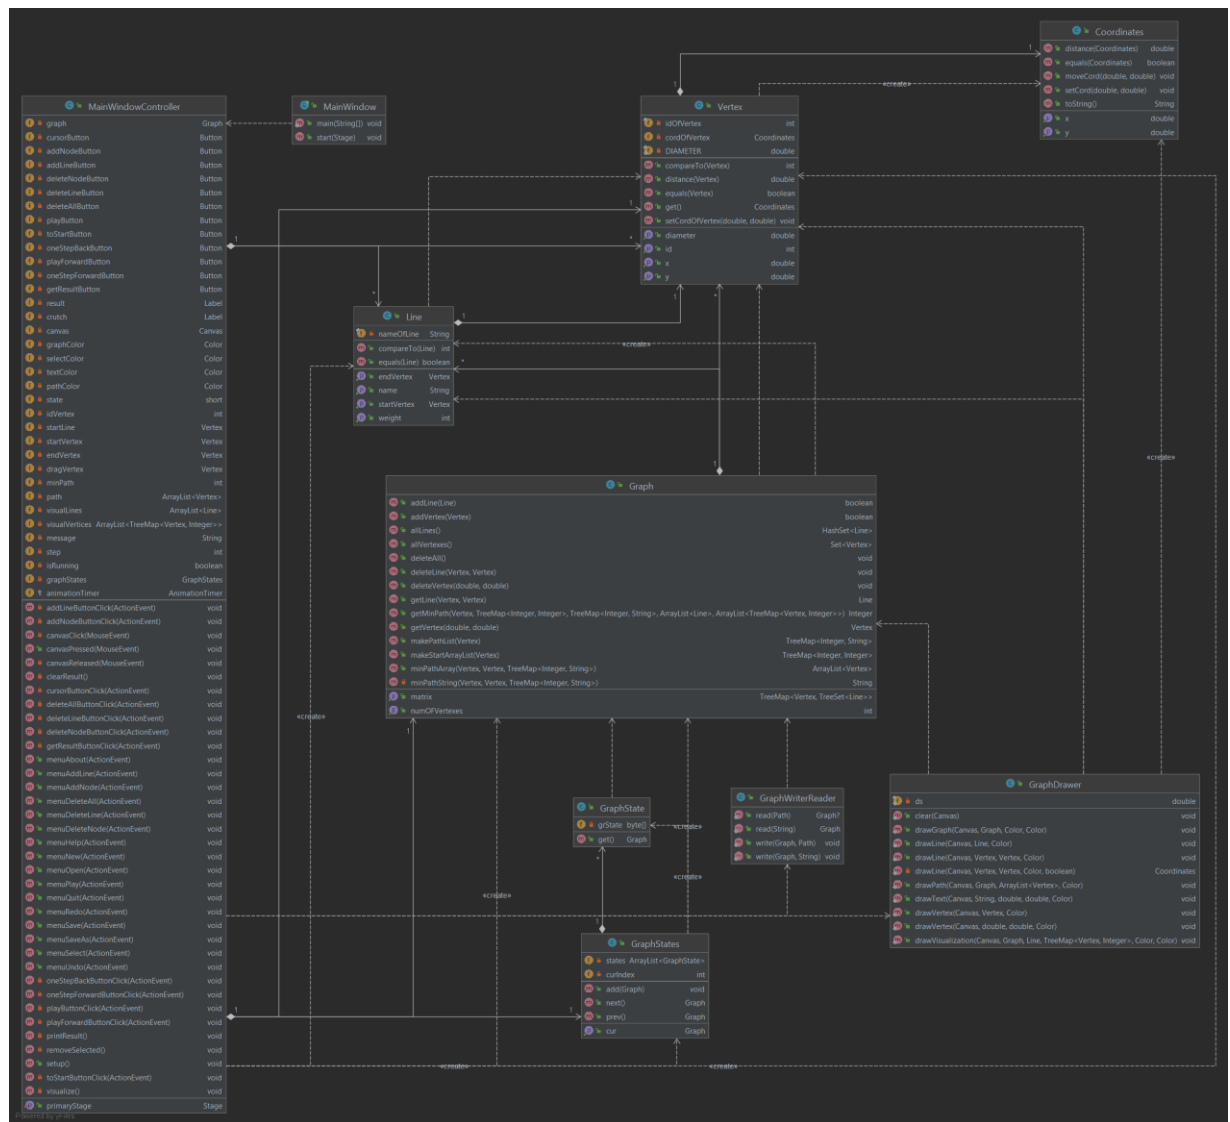 Coordinates
distance(Coordinates) double
equals(Coordinates) boolean
moveCord(double, double) void
setCord(double, double) void
toString() String
x double
y double
MainWindowController
graph Graph
cursorButton Button
addNodeButton Button
addLineButton Button
deleteNodeButton Button
deleteLineButton Button
deleteAllButton Button
playButton Button
toStartButton Button
oneStepBackButton Button
playForwardButton Button
oneStepForwardButton Button
getResultButton Button
result Label
crutch Label
canvas Canvas
graphColor Color
selectColor Color
textColor Color
pathColor Color
state short
idVertex int
startLine Vertex
startVertex Vertex
endVertex Vertex
dragVertex Vertex
minPath int
path ArrayList<Vertex>
visualLines ArrayList<Line>
visualVertices ArrayList<TreeMap<Vertex, Integer>>
message String
step int
isRunning boolean
graphStates GraphStates
animationTimer AnimationTimer
addLineButtonClick(ActionEvent) void
addNodeButtonClick(ActionEvent) void
canvasClick(MouseEvent) void
canvasPressed(MouseEvent) void
canvasReleased(MouseEvent) void
clearResult() void
cursorButtonClick(ActionEvent) void
deleteAllButtonClick(ActionEvent) void
deleteLineButtonClick(ActionEvent) void
deleteNodeButtonClick(ActionEvent) void
getResultButtonClick(ActionEvent) void
menuAbout(ActionEvent) void
menuAddLine(ActionEvent) void
menuAddNode(ActionEvent) void
menuDeleteAll(ActionEvent) void
menuDeleteLine(ActionEvent) void
menuDeleteNode(ActionEvent) void
menuHelp(ActionEvent) void
menuNew(ActionEvent) void
menuOpen(ActionEvent) void
menuPlay(ActionEvent) void
menuQuit(ActionEvent) void
menuRedo(ActionEvent) void
menuSave(ActionEvent) void
menuSaveAs(ActionEvent) void
menuSelect(ActionEvent) void
menuUndo(ActionEvent) void
oneStepBackButtonClick(ActionEvent) void
oneStepForwardButtonClick(ActionEvent) void
playButtonClick(ActionEvent) void
playForwardButtonClick(ActionEvent) void
printResult() void
removeSelected() void
setup() void
toStartButtonClick(ActionEvent) void
visualize() void
primaryStage Stage
Powered by yFiles
MainWindow
main(String[]) void
start(Stage) void
Vertex
idOfVertex int
cordOfVertex Coordinates
DIAMETER double
compareTo(Vertex) int
distance(Vertex) double
equals(Vertex) boolean
get() Coordinates
setCordOfVertex(double, double) void
diameter double
id int
x double
y double
Line
nameOfLine String
compareTo(Line) int
equals(Line) boolean
endVertex Vertex
name String
startVertex Vertex
weight int
Graph
addLine(Line) boolean
addVertex(Vertex) boolean
allLines() HashSet<Line>
allVertexes() Set<Vertex>
deleteAll() void
deleteLine(Vertex, Vertex) void
deleteVertex(double, double) void
getLine(Vertex, Vertex) Line
getMinPath(Vertex, TreeMap<Integer, Integer>, TreeMap<Integer, String>, ArrayList<Line>, ArrayList<TreeMap<Vertex, Integer>>) Integer
getVertex(double, double) Vertex
makePathList(Vertex) TreeMap<Integer, String>
makeStartArrayList(Vertex) TreeMap<Integer, Integer>
minPathArray(Vertex, Vertex, TreeMap<Integer, String>) ArrayList<Vertex>
minPathString(Vertex, Vertex, TreeMap<Integer, String>) String
matrix TreeMap<Vertex, TreeSet<Line>>
numOFVertexes int
GraphState
grState byte[]
get() Graph
GraphWriterReader
read(Path) Graph?
read(String) Graph
write(Graph, Path) void
write(Graph, String) void
GraphDrawer
ds double
clear(Canvas) void
drawGraph(Canvas, Graph, Color, Color) void
drawLine(Canvas, Line, Color) void
drawLine(Canvas, Vertex, Vertex, Color) void
drawLine(Canvas, Vertex, Vertex, Color, boolean) Coordinates
drawPath(Canvas, Graph, ArrayList<Vertex>, Color) void
drawText(Canvas, String, double, double, Color) void
drawVertex(Canvas, Vertex, Color) void
drawVertex(Canvas, double, double, Color) void
drawVisualization(Canvas, Graph, Line, TreeMap<Vertex, Integer>, Color, Color) void
GraphStates
states ArrayList<GraphState>
curIndex int
add(Graph) void
next() Graph
prev() Graph
cur Graph
«create»
«create»
«create»
«create»
«create»
«create»
«create»
«create»
1
1
1
1
*
*
1
1
*
*
1
1
*
1
1
1